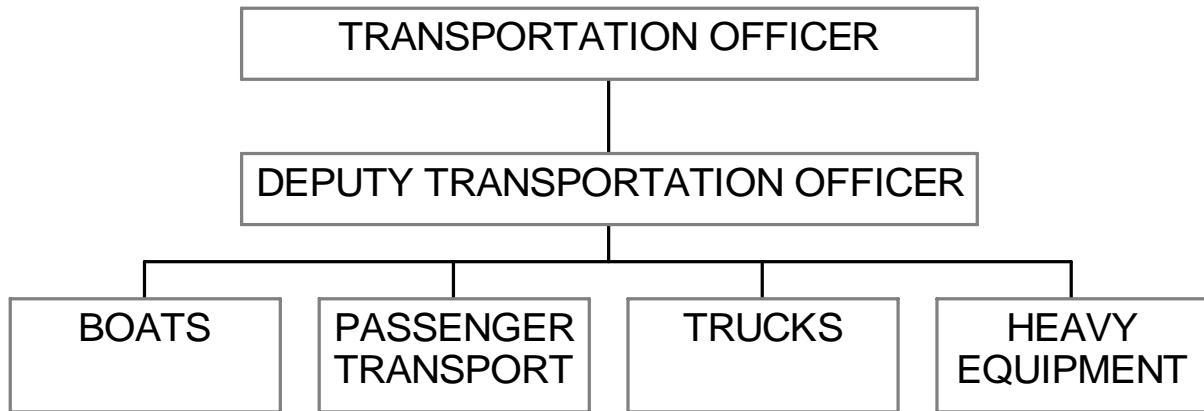 TRANSPORTATION OFFICER
DEPUTY TRANSPORTATION OFFICER
BOATS
PASSENGER
TRANSPORT
TRUCKS
HEAVY
EQUIPMENT